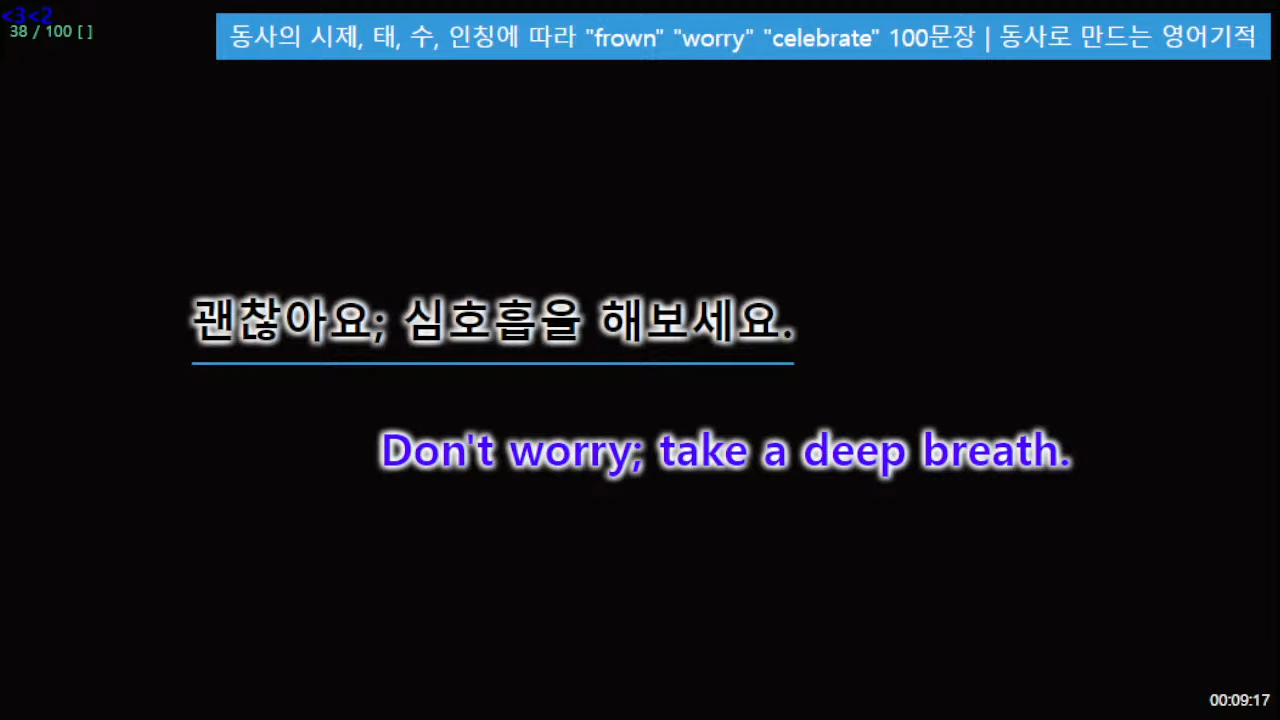 <3<2
38 / 100 [ ]
동사의 시제, 태, 수, 인칭에 따라 "frown" "worry" "celebrate" 100문장 | 동사로 만드는 영어기적
괜찮아요; 심호흡을 해보세요.
Don't worry; take a deep breath.
00:09:17